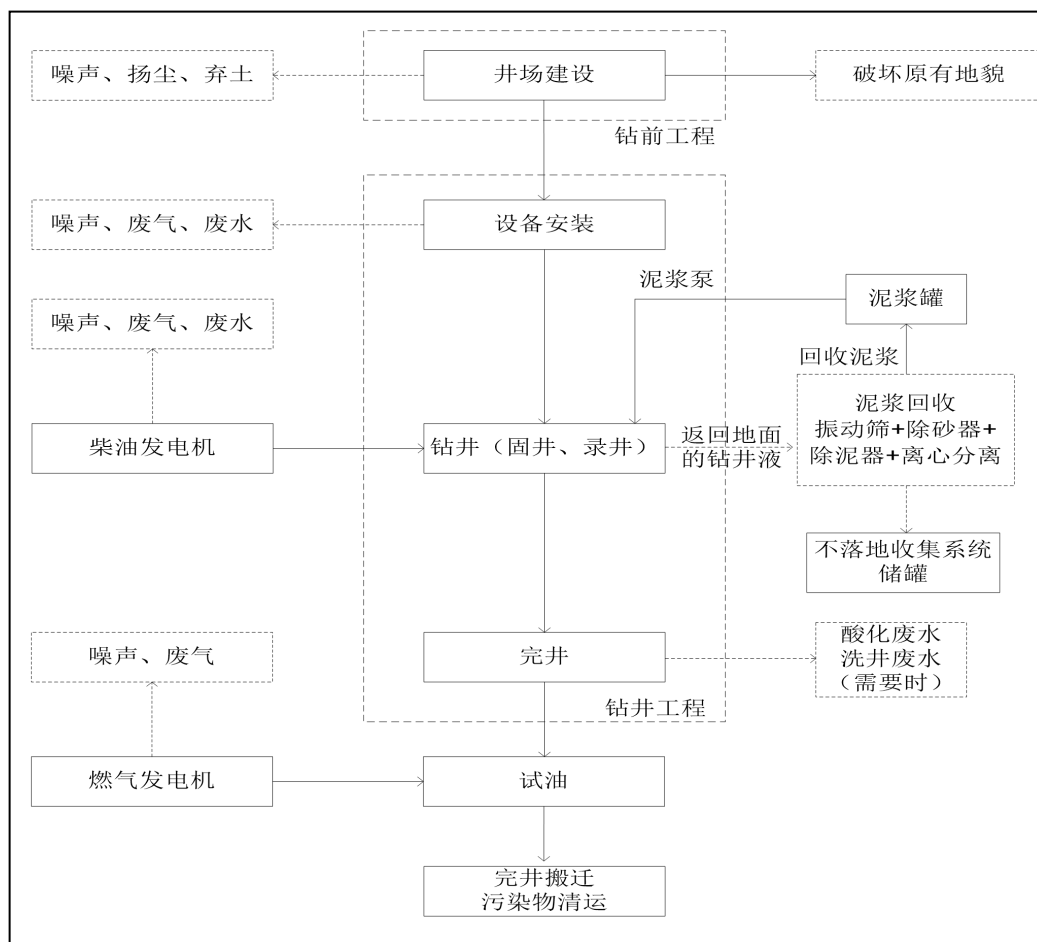 噪声、扬尘、弃土
井场建设
破坏原有地貌
钻前工程
噪声、废气、废水
设备安装
泥浆泵
泥浆罐
噪声、废气、废水
回收泥浆
泥浆回收
振动筛+除砂器+
除泥器+离心分离
柴油发电机
钻井（固井、录井）
返回地面
的钻井液
不落地收集系统
储罐
噪声、废气
完井
酸化废水
洗井废水
（需要时）
钻井工程
燃气发电机
试油
完井搬迁
污染物清运